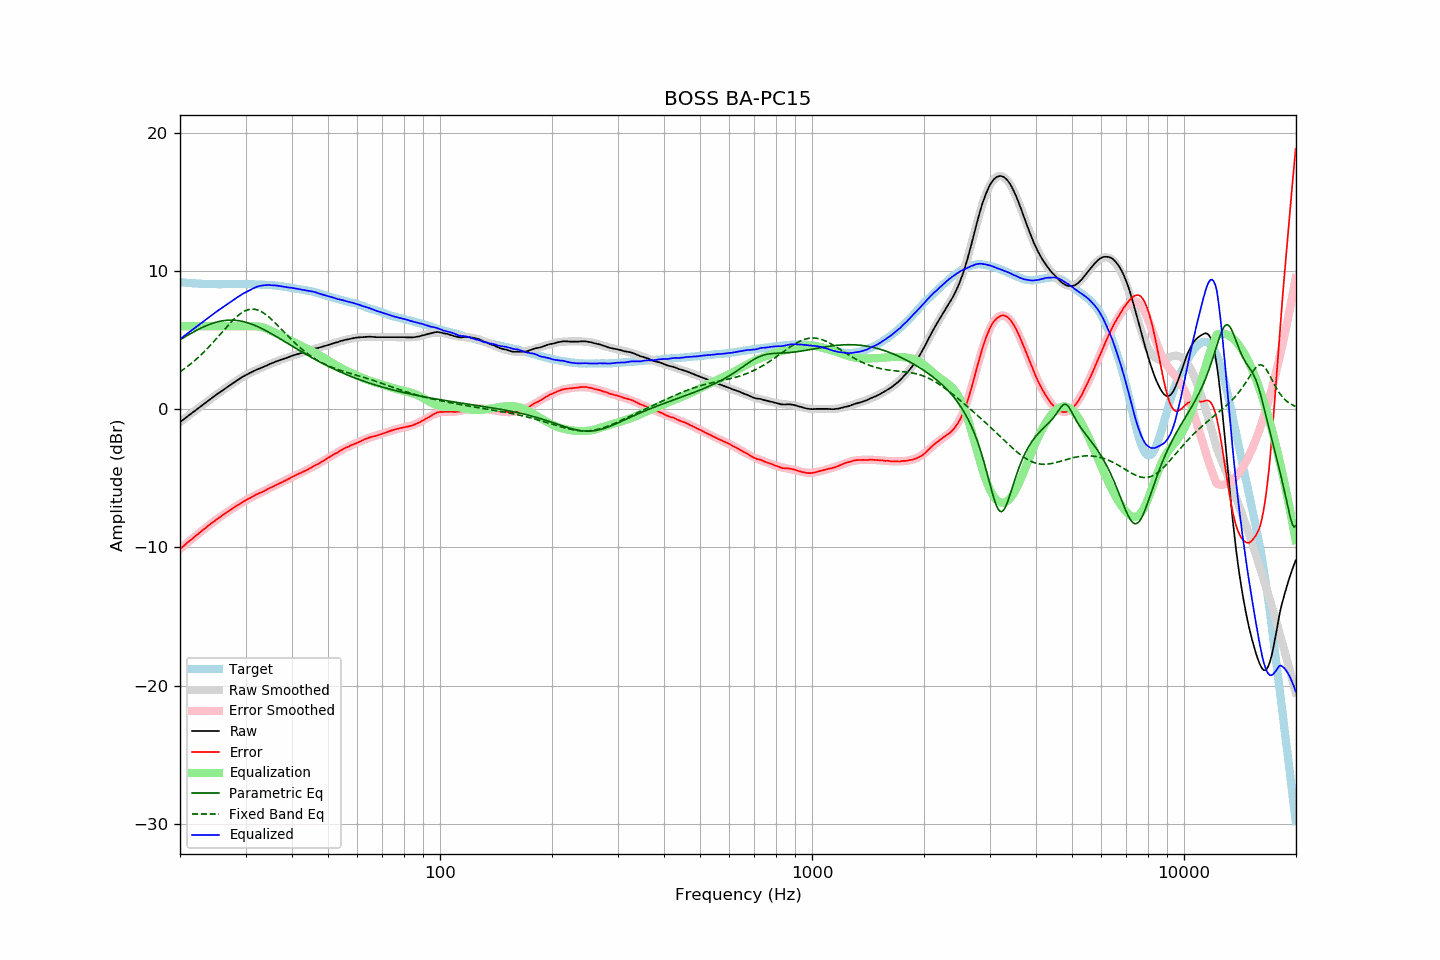 BOSS BA-PC15
20
10
0
−10
−20
−30
Amplitude (dBr)
Target
Raw Smoothed
Error Smoothed
Raw
Error
Equalization
Parametric Eq
Fixed Band Eq
Equalized
100
1000
10000
Frequency (Hz)